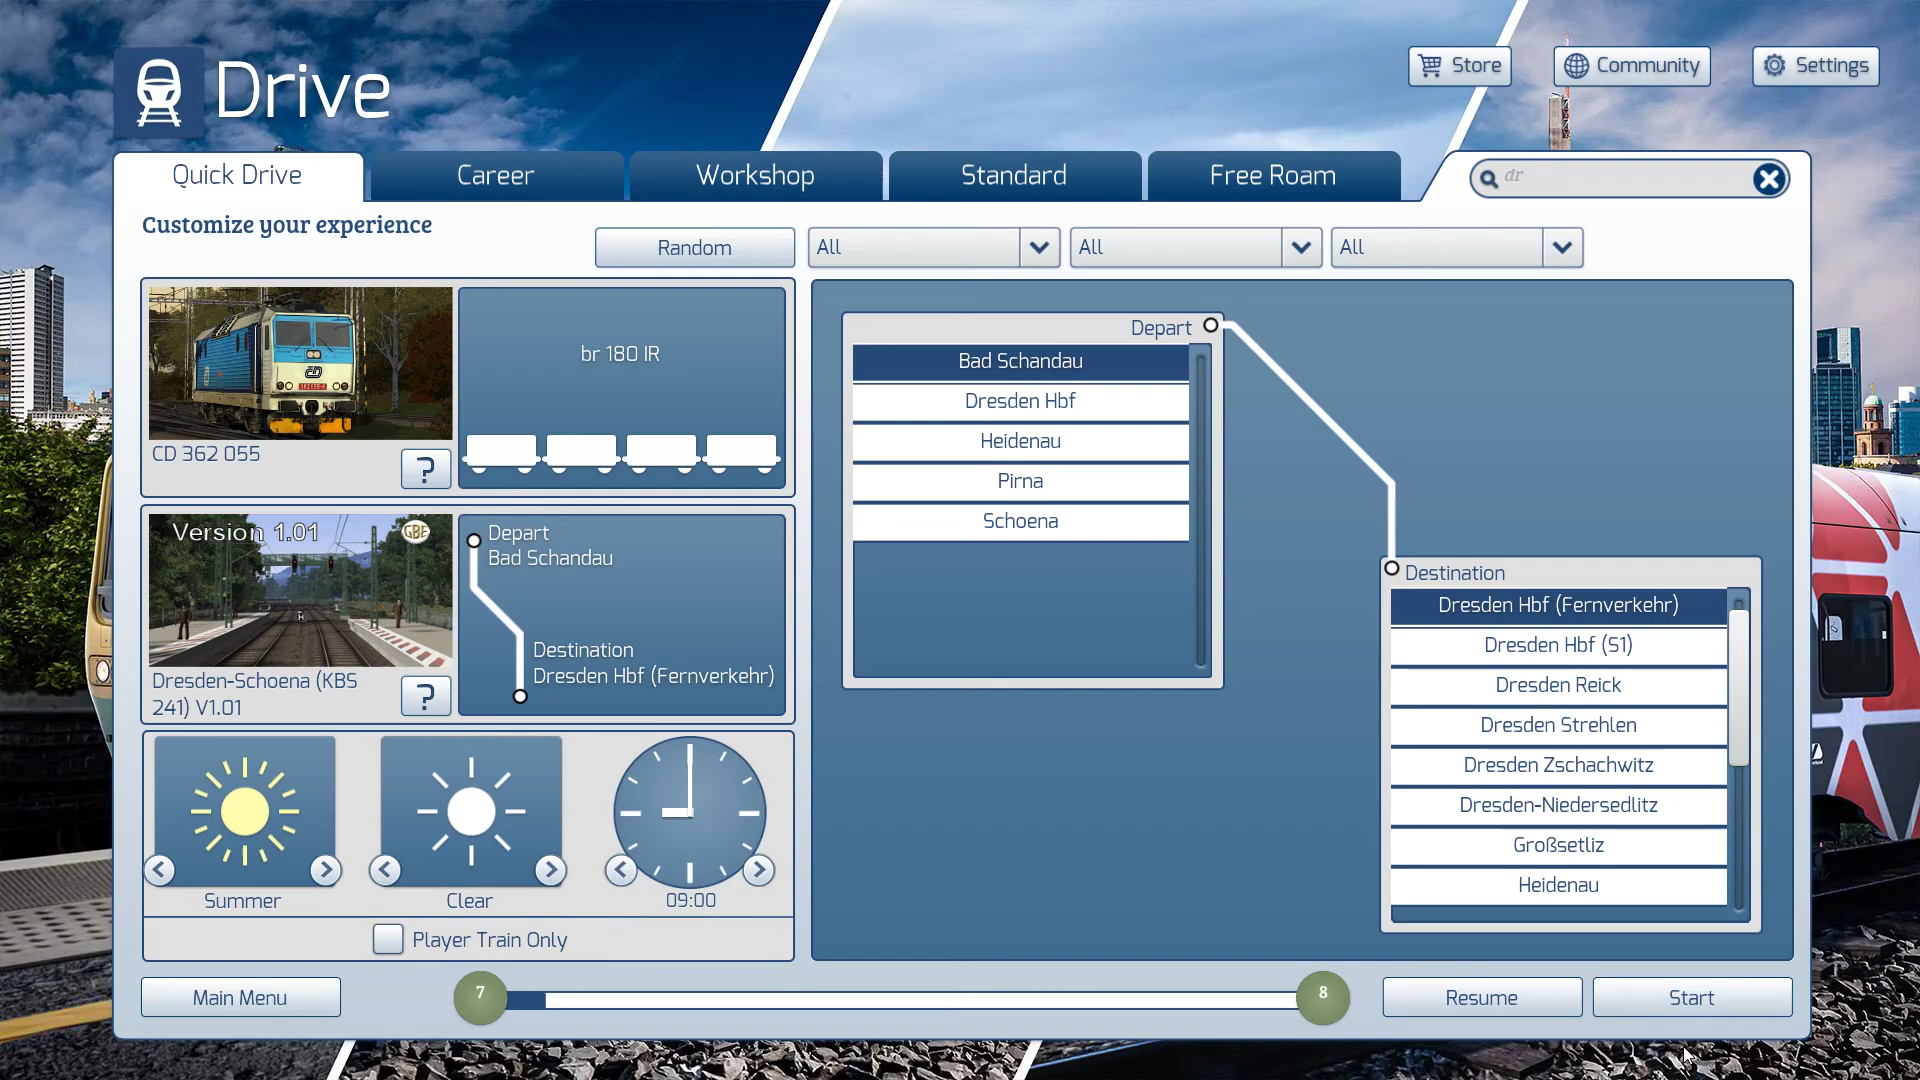 Drive
Store
Community
Settings
Quick Drive
Career
Workshop
Standard
Free Roam
dr
Customize your experience
Random
All
All
All
CD 362 055
?
br 180 IR
Version 1.01
GBE
Dresden-Schoena (KBS
241) V1.01
?
Depart
Bad Schandau
Destination
Dresden Hbf (Fernverkehr)
Summer
Clear
09:00
Player Train Only
Depart
Bad Schandau
Dresden Hbf
Heidenau
Pirna
Schoena
Destination
Dresden Hbf (Fernverkehr)
Dresden Hbf (S1)
Dresden Reick
Dresden Strehlen
Dresden Zschachwitz
Dresden-Niedersedlitz
Großsetliz
Heidenau
Main Menu
7
8
Resume
Start